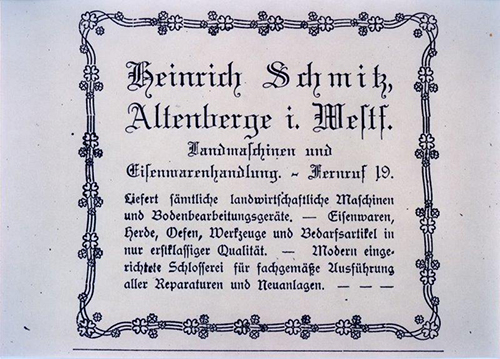 Heinrich Schmitz,
Altenberge i. Westf.
Landmaschinen und
Eisenwarenhandlung. ~ Fernruf 19.
Liefert sämtliche landwirtschaftliche Maschinen
und Bodenbearbeitungsgeräte. — Eisenwaren,
Herde, Oefen, Werkzeuge und Bedarfsartikel in
nur erstklassiger Qualität. — Modern einge-
richtete Schlosserei für fachgemäße Ausführung
aller Reparaturen und Neuanlagen. — — —